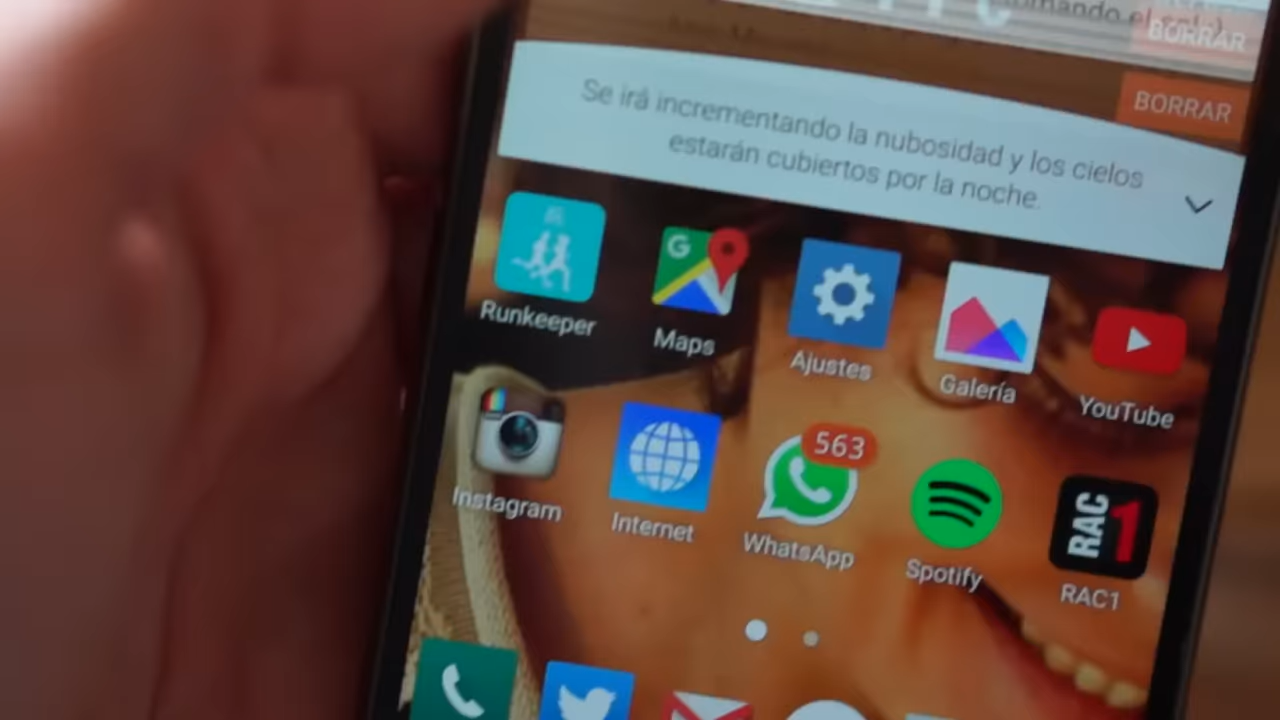 BORRAR
BORRAR
Se irá incrementando la nubosidad y los cielos
estarán cubiertos por la noche.
G
Runkeeper
Maps
Ajustes
Galería
YouTube
563
Instagram
Internet
WhatsApp
Spotify
RAC1
RAC1